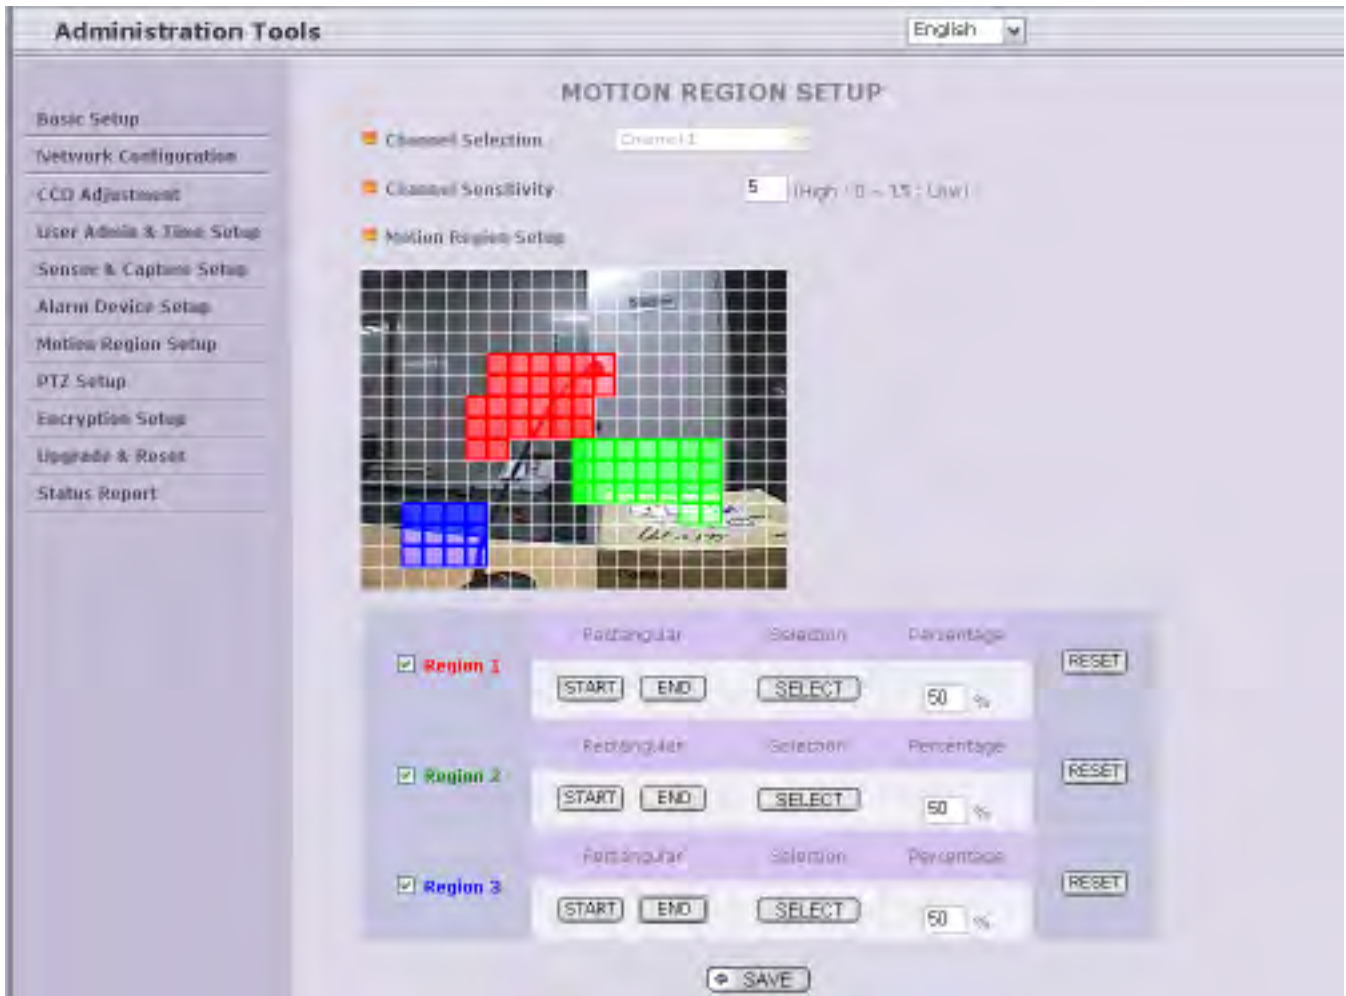 Administration Tools
English
MOTION REGION SETUP
Basic Setup
Network Configuration
CCD Adjustment
User Admin & Time Setup
Sensor & Capture Setup
Alarm Device Setup
Motion Region Setup
PTZ Setup
Encryption Setup
Upgrade & Reset
Status Report
Channel Selection
Channel 1
Channel Sensitivity
5 (High : 0 ~ 15 : Low)
Motion Region Setup
Rectangular Selection Percentage
Region 1
START END SELECT 50 %
RESET
Rectangular Selection Percentage
Region 2
START END SELECT 50 %
RESET
Rectangular Selection Percentage
Region 3
START END SELECT 50 %
RESET
SAVE